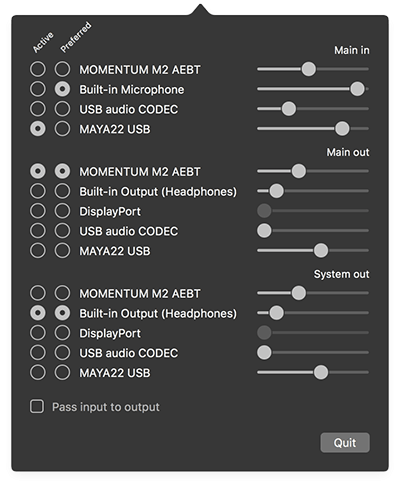 Active
Preferred
Main in
MOMENTUM M2 AEBT
Built-in Microphone
USB audio CODEC
MAYA22 USB
Main out
MOMENTUM M2 AEBT
Built-in Output (Headphones)
DisplayPort
USB audio CODEC
MAYA22 USB
System out
MOMENTUM M2 AEBT
Built-in Output (Headphones)
DisplayPort
USB audio CODEC
MAYA22 USB
Pass input to output
Quit